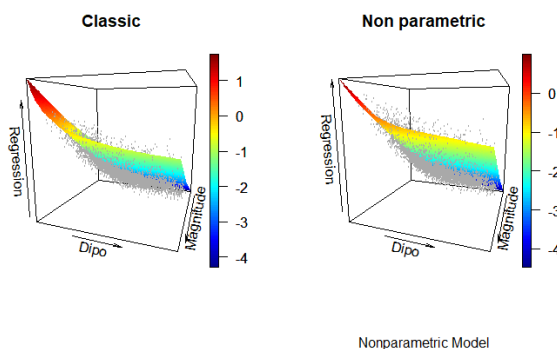 Classic
Non parametric
Regression
Dipo
Magnitude
1
0
-1
-2
-3
-4
Regression
Dipo
Magnitude
0
-1
-2
-3
-4
Nonparametric Model